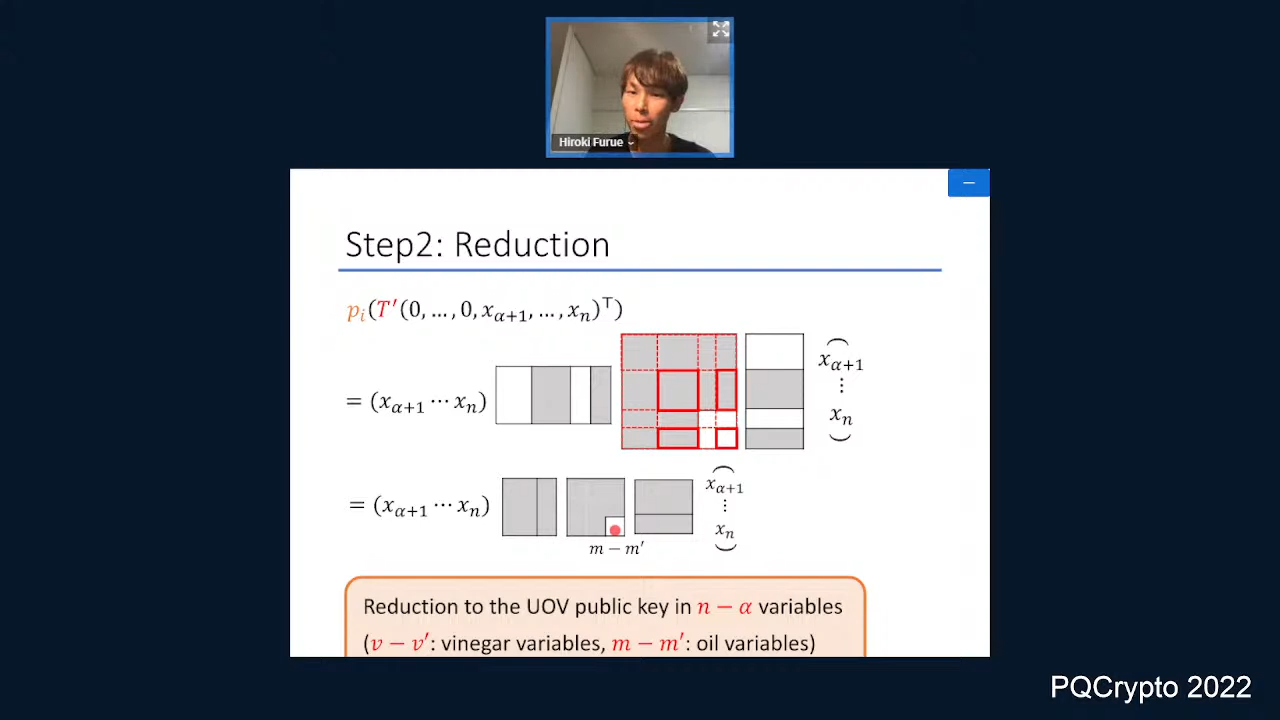 Hiroki Furue
Step2: Reduction
p_i(T′(0, …, 0, x_{α+1}, …, x_n)^⊤)
= (x_{α+1} ⋯ x_n)
x_{α+1}
⋮
x_n
= (x_{α+1} ⋯ x_n)
x_{α+1}
⋮
x_n
m − m′
Reduction to the UOV public key in n − α variables
(v − v′: vinegar variables, m − m′: oil variables)
PQCrypto 2022